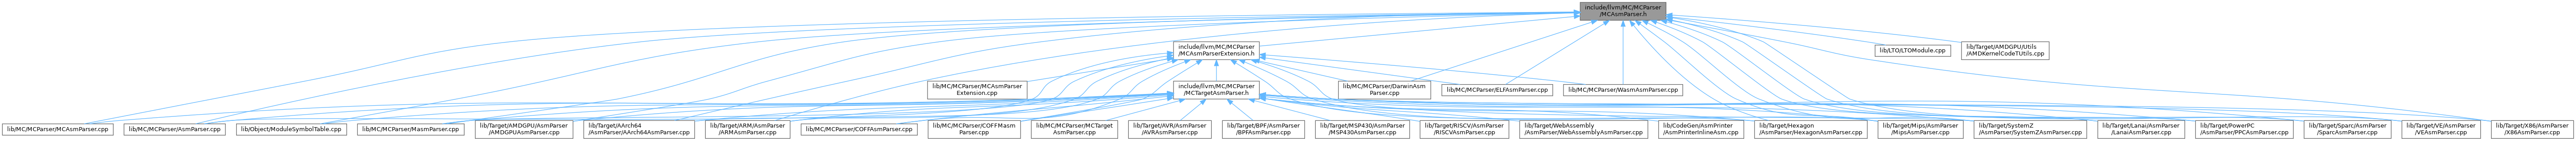 include/llvm/MC/MCParser
/MCAsmParser.h
include/llvm/MC/MCParser
/MCAsmParserExtension.h
lib/LTO/LTOModule.cpp
lib/Target/AMDGPU/Utils
/AMDKernelCodeTUtils.cpp
lib/MC/MCParser/MCAsmParser
Extension.cpp
include/llvm/MC/MCParser
/MCTargetAsmParser.h
lib/MC/MCParser/DarwinAsm
Parser.cpp
lib/MC/MCParser/ELFAsmParser.cpp
lib/MC/MCParser/WasmAsmParser.cpp
lib/MC/MCParser/MCAsmParser.cpp
lib/MC/MCParser/AsmParser.cpp
lib/Object/ModuleSymbolTable.cpp
lib/MC/MCParser/MasmParser.cpp
lib/Target/AMDGPU/AsmParser
/AMDGPUAsmParser.cpp
lib/Target/AArch64
/AsmParser/AArch64AsmParser.cpp
lib/Target/ARM/AsmParser
/ARMAsmParser.cpp
lib/MC/MCParser/COFFAsmParser.cpp
lib/MC/MCParser/COFFMasm
Parser.cpp
lib/MC/MCParser/MCTarget
AsmParser.cpp
lib/Target/AVR/AsmParser
/AVRAsmParser.cpp
lib/Target/BPF/AsmParser
/BPFAsmParser.cpp
lib/Target/MSP430/AsmParser
/MSP430AsmParser.cpp
lib/Target/RISCV/AsmParser
/RISCVAsmParser.cpp
lib/Target/WebAssembly
/AsmParser/WebAssemblyAsmParser.cpp
lib/CodeGen/AsmPrinter
/AsmPrinterInlineAsm.cpp
lib/Target/Hexagon
/AsmParser/HexagonAsmParser.cpp
lib/Target/Mips/AsmParser
/MipsAsmParser.cpp
lib/Target/SystemZ
/AsmParser/SystemZAsmParser.cpp
lib/Target/Lanai/AsmParser
/LanaiAsmParser.cpp
lib/Target/PowerPC
/AsmParser/PPCAsmParser.cpp
lib/Target/Sparc/AsmParser
/SparcAsmParser.cpp
lib/Target/VE/AsmParser
/VEAsmParser.cpp
lib/Target/X86/AsmParser
/X86AsmParser.cpp